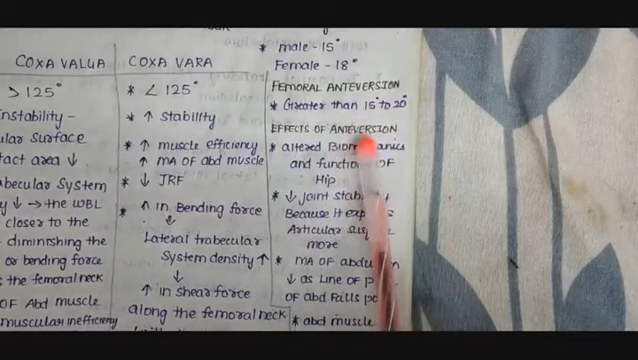 COXA VALGA
> 125°
Instability –
ular surface
tact area ↓
abecular System
y ↓ → the WBL
closer to the
- diminishing the
or bending force
s the femoral neck
OF Abd muscle
muscular inefficiency
COXA VARA
* < 125°
* ↑ stability
* ↑ muscle efficiency
↑ MA of abd muscle
* ↓ JRF
* ↑ in Bending force
↓
Lateral trabecular
System density ↑
↓
↑ in shear force
along the femoral neck
* male - 15°
Female - 18°
FEMORAL ANTEVERSION
* Greater than 15° to 20°
EFFECTS OF ANTEVERSION
* altered Biom anics
and function OF
Hip
* ↓ Joint stabi y
Because it exp s
Articular su e
more
* MA of abdu n
↓ as Line of p
OF abd Falls po
* abd muscle